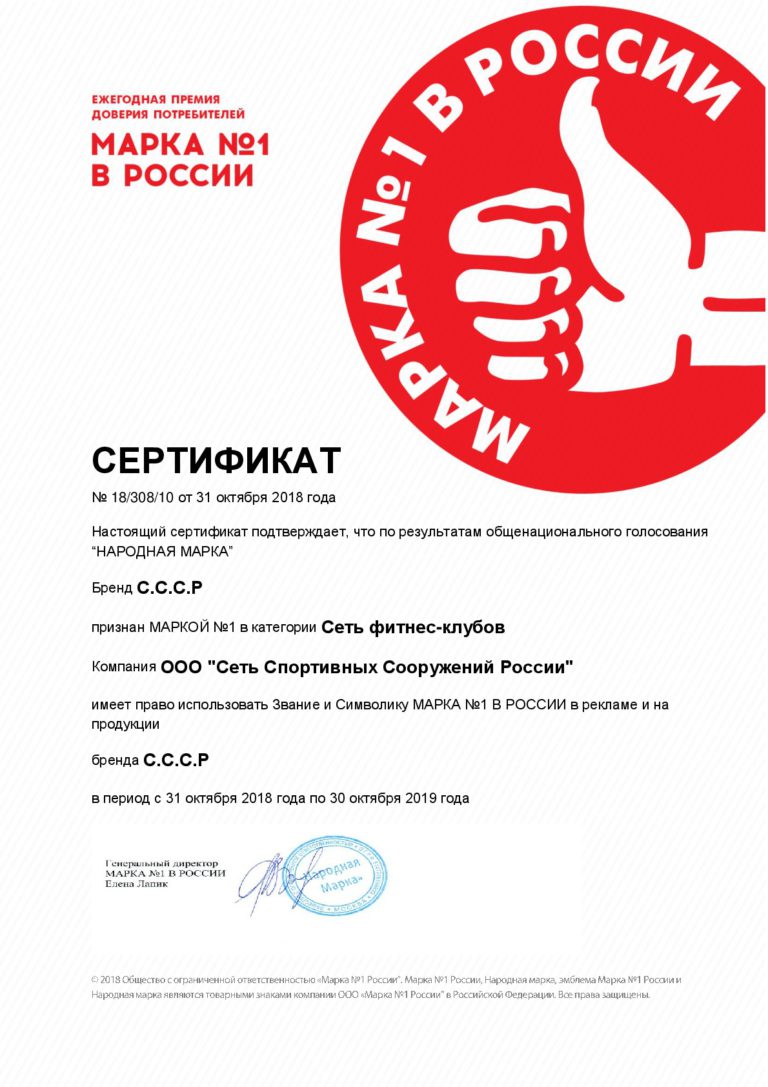 ЕЖЕГОДНАЯ ПРЕМИЯ
ДОВЕРИЯ ПОТРЕБИТЕЛЕЙ
МАРКА №1
В РОССИИ
МАРКА №1 В РОССИИ
СЕРТИФИКАТ
№ 18/308/10 от 31 октября 2018 года
Настоящий сертификат подтверждает, что по результатам общенационального голосования
“НАРОДНАЯ МАРКА”
Бренд С.С.С.Р
признан МАРКОЙ №1 в категории Сеть фитнес-клубов
Компания ООО "Сеть Спортивных Сооружений России"
имеет право использовать Звание и Символику МАРКА №1 В РОССИИ в рекламе и на
продукции
бренда С.С.С.Р
в период с 31 октября 2018 года по 30 октября 2019 года
Генеральный директор
МАРКА №1 В РОССИИ
Елена Лапик
Народная
Марка»
МОСКВА
© 2018 Общество с ограниченной ответственностью «Марка №1 России”. Марка №1 России, Народная марка, эмблема Марка №1 России и
Народная марка являются товарными знаками компании ООО «Марка №1 России” в Российской Федерации. Все права защищены.